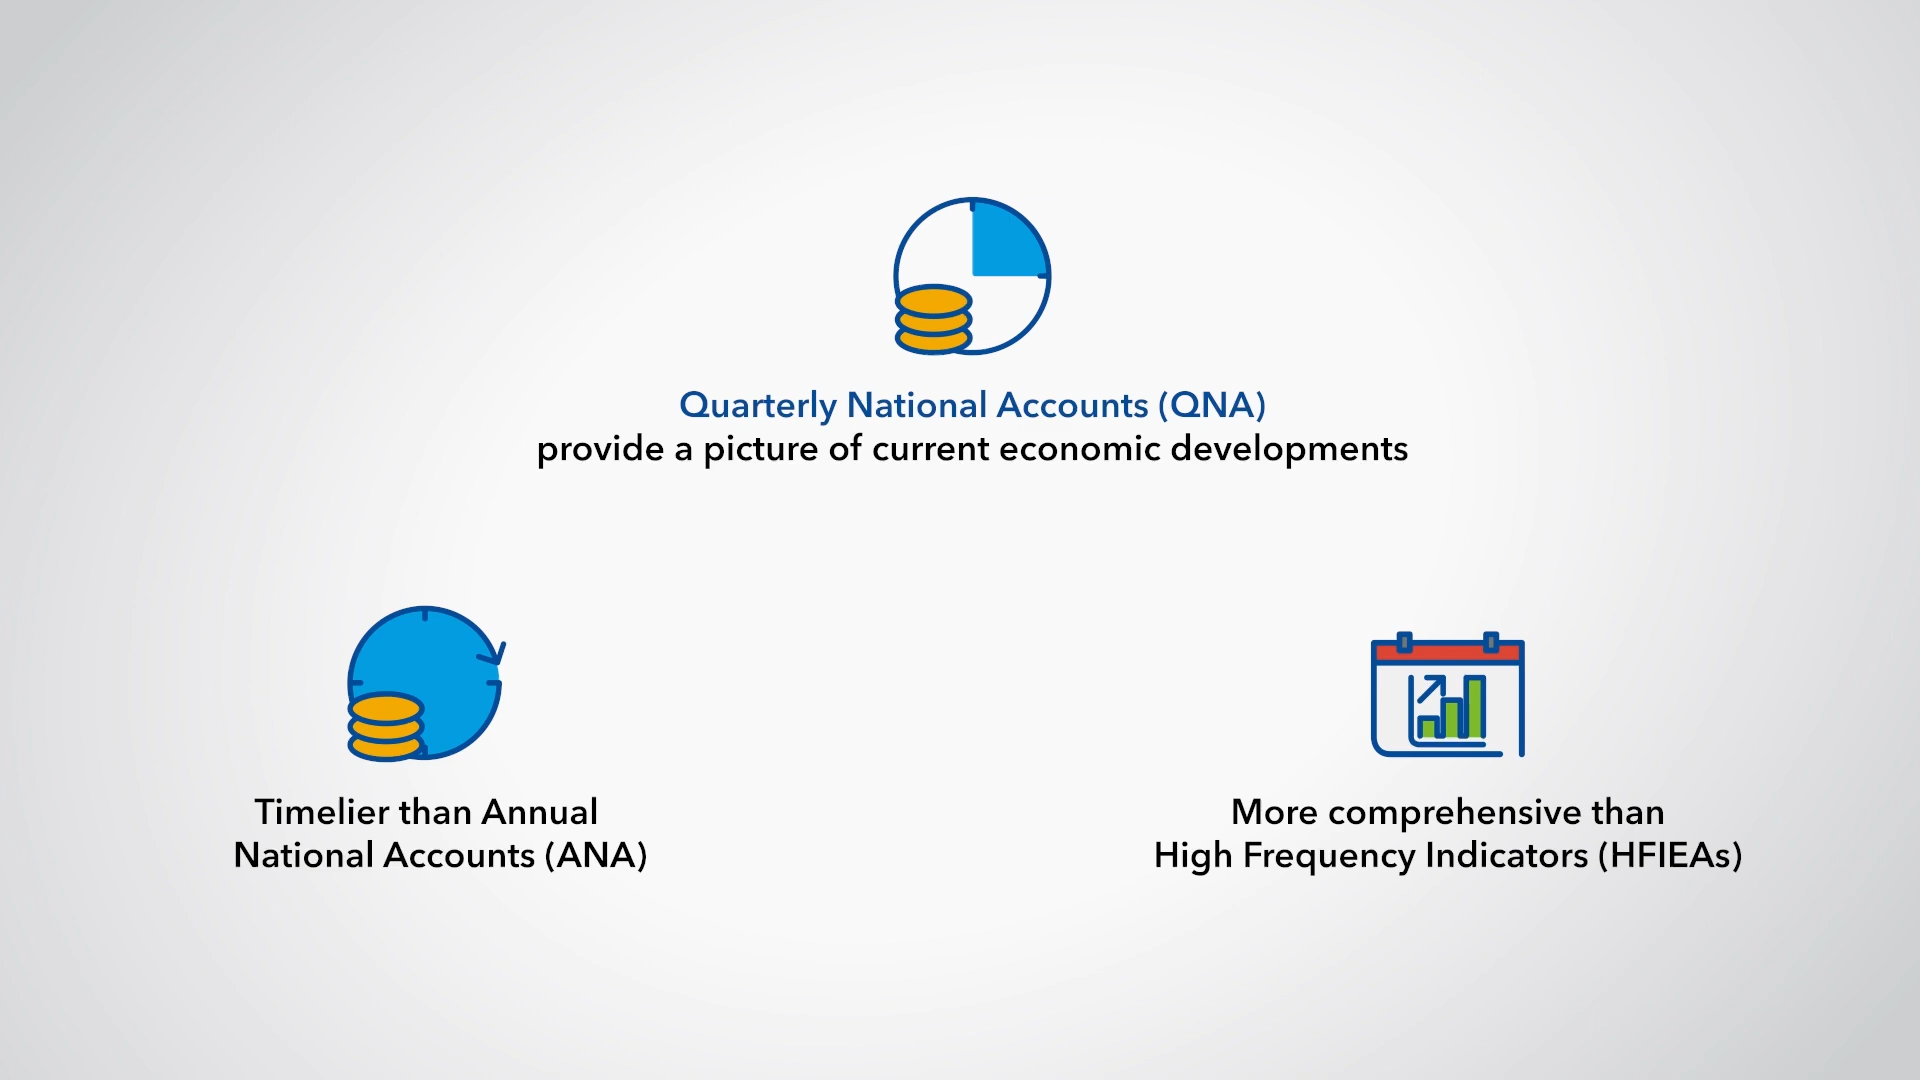 Quarterly National Accounts (QNA)
provide a picture of current economic developments
Timelier than Annual
National Accounts (ANA)
More comprehensive than
High Frequency Indicators (HFIEAs)